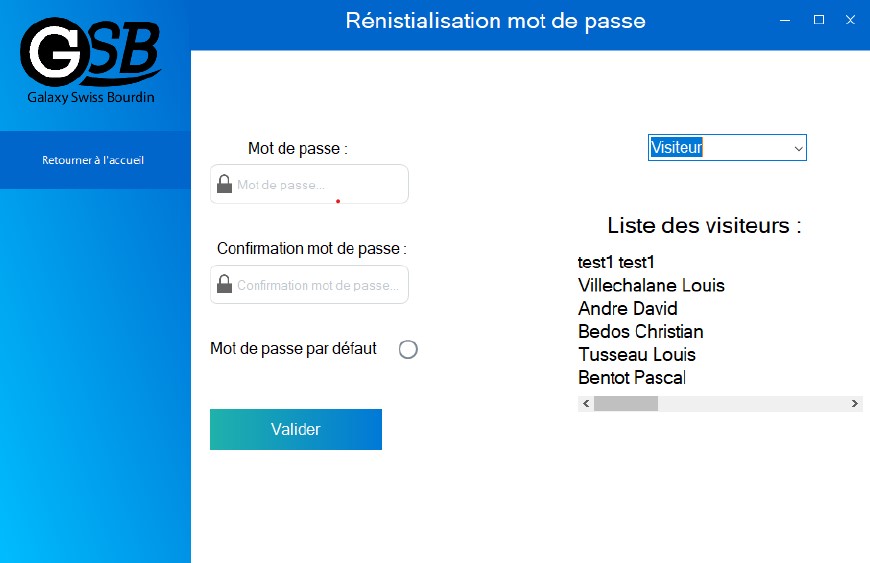 Rénistialisation mot de passe
GSB
Galaxy Swiss Bourdin
Retourner à l'accueil
Mot de passe :
Mot de passe...
Confirmation mot de passe :
Confirmation mot de passe...
Mot de passe par défaut
Valider
Visiteur
Liste des visiteurs :
test1 test1
Villechalane Louis
Andre David
Bedos Christian
Tusseau Louis
Bentot Pascal